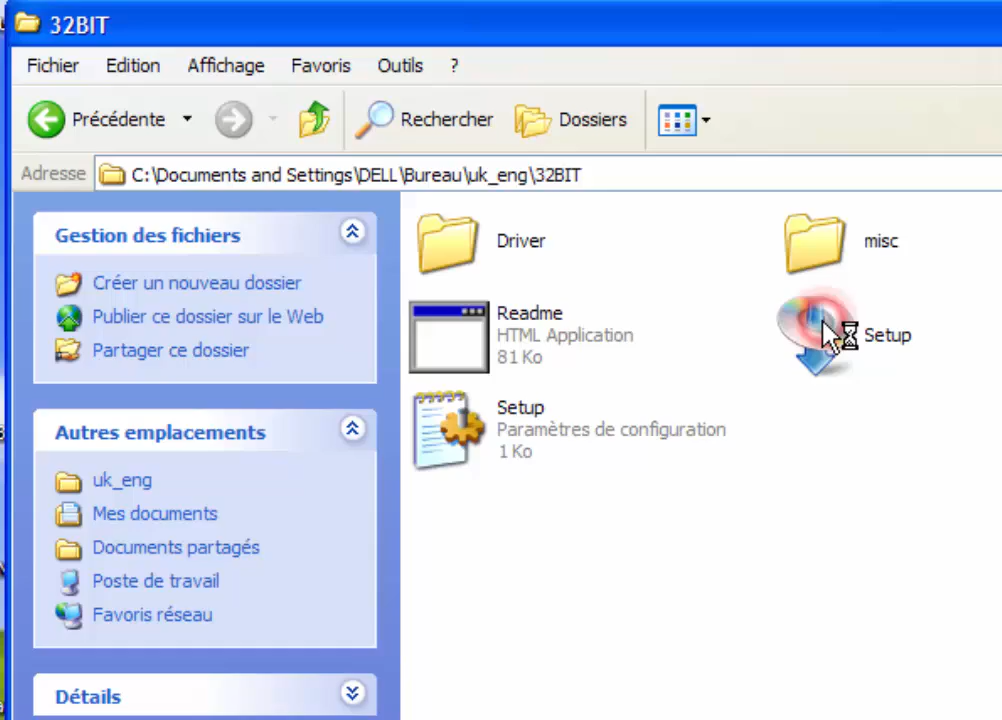 32BIT
Fichier Edition Affichage Favoris Outils ?
Précédente Rechercher Dossiers
Adresse C:\Documents and Settings\DELL\Bureau\uk_eng\32BIT
Gestion des fichiers
Créer un nouveau dossier
Publier ce dossier sur le Web
Partager ce dossier
Autres emplacements
uk_eng
Mes documents
Documents partagés
Poste de travail
Favoris réseau
Détails
Driver
misc
Readme
HTML Application
81 Ko
Setup
Setup
Paramètres de configuration
1 Ko